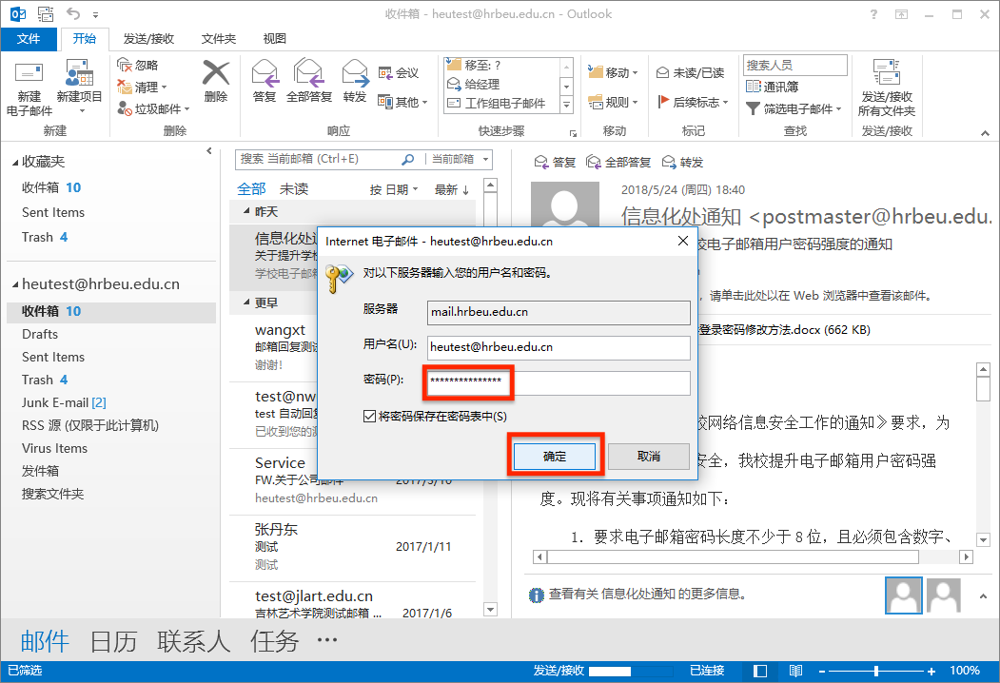 收件箱 - heutest@hrbeu.edu.cn - Outlook
文件 开始 发送/接收 文件夹 视图
新建
电子邮件
新建项目
新建
忽略
清理
垃圾邮件
删除
删除
答复 全部答复 转发
会议
其他
响应
移至: ?
给经理
工作组电子邮件
快速步骤
移动
规则
移动
未读/已读
后续标志
标记
搜索人员
通讯簿
筛选电子邮件
查找
发送/接收
所有文件夹
发送/接收
收藏夹
收件箱 10
Sent Items
Trash 4
heutest@hrbeu.edu.cn
收件箱 10
Drafts
Sent Items
Trash 4
Junk E-mail [2]
RSS 源 (仅限于此计算机)
Virus Items
发件箱
搜索文件夹
搜索 当前邮箱 (Ctrl+E) 当前邮箱
全部 未读 按 日期 最新 ↓
昨天
信息化处通
关于提升学校
学校电子邮箱
更早
wangxt
邮箱回复测试
谢谢!
test@nw
test 自动回
已收到您的
Service
FW.关于公司邮件 2017/3/16
heutest@hrbeu.edu.cn
张丹东
测试 2017/1/11
测试
test@jlart.edu.cn
吉林艺术学院测试邮箱 ... 2017/1/6
答复 全部答复 转发
2018/5/24 (周四) 18:40
信息化处通知 <postmaster@hrbeu.edu.
校电子邮箱用户密码强度的通知
，请单击此处以在 Web 浏览器中查看该邮件。
登录密码修改方法.docx (662 KB)
校网络信息安全工作的通知》要求，为
安全，我校提升电子邮箱用户密码强
度。现将有关事项通知如下：
1. 要求电子邮箱密码长度不少于 8 位，且必须包含数字、
查看有关 信息化处通知 的更多信息。
Internet 电子邮件 - heutest@hrbeu.edu.cn
对以下服务器输入您的用户名和密码。
服务器 mail.hrbeu.edu.cn
用户名(U): heutest@hrbeu.edu.cn
密码(P): ***************
将密码保存在密码表中(S)
确定 取消
邮件 日历 联系人 任务 ···
已筛选 发送/接收 已连接 100%